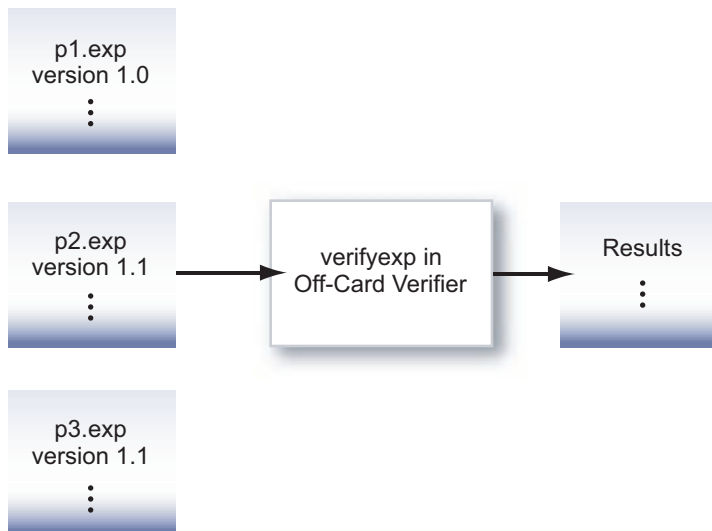 p1.exp
version 1.0
p2.exp
version 1.1
verifyexp in
Off-Card Verifier
Results
p3.exp
version 1.1